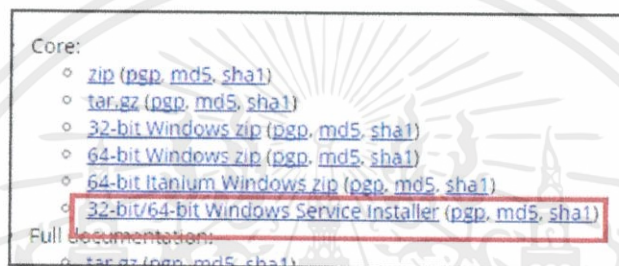 Core:
zip (pgp, md5, sha1)
tar.gz (pgp, md5, sha1)
32-bit Windows zip (pgp, md5, sha1)
64-bit Windows zip (pgp, md5, sha1)
64-bit Itanium Windows zip (pgp, md5, sha1)
32-bit/64-bit Windows Service Installer (pgp, md5, sha1)
Full documentation:
tar.gz (pgp, md5, sha1)